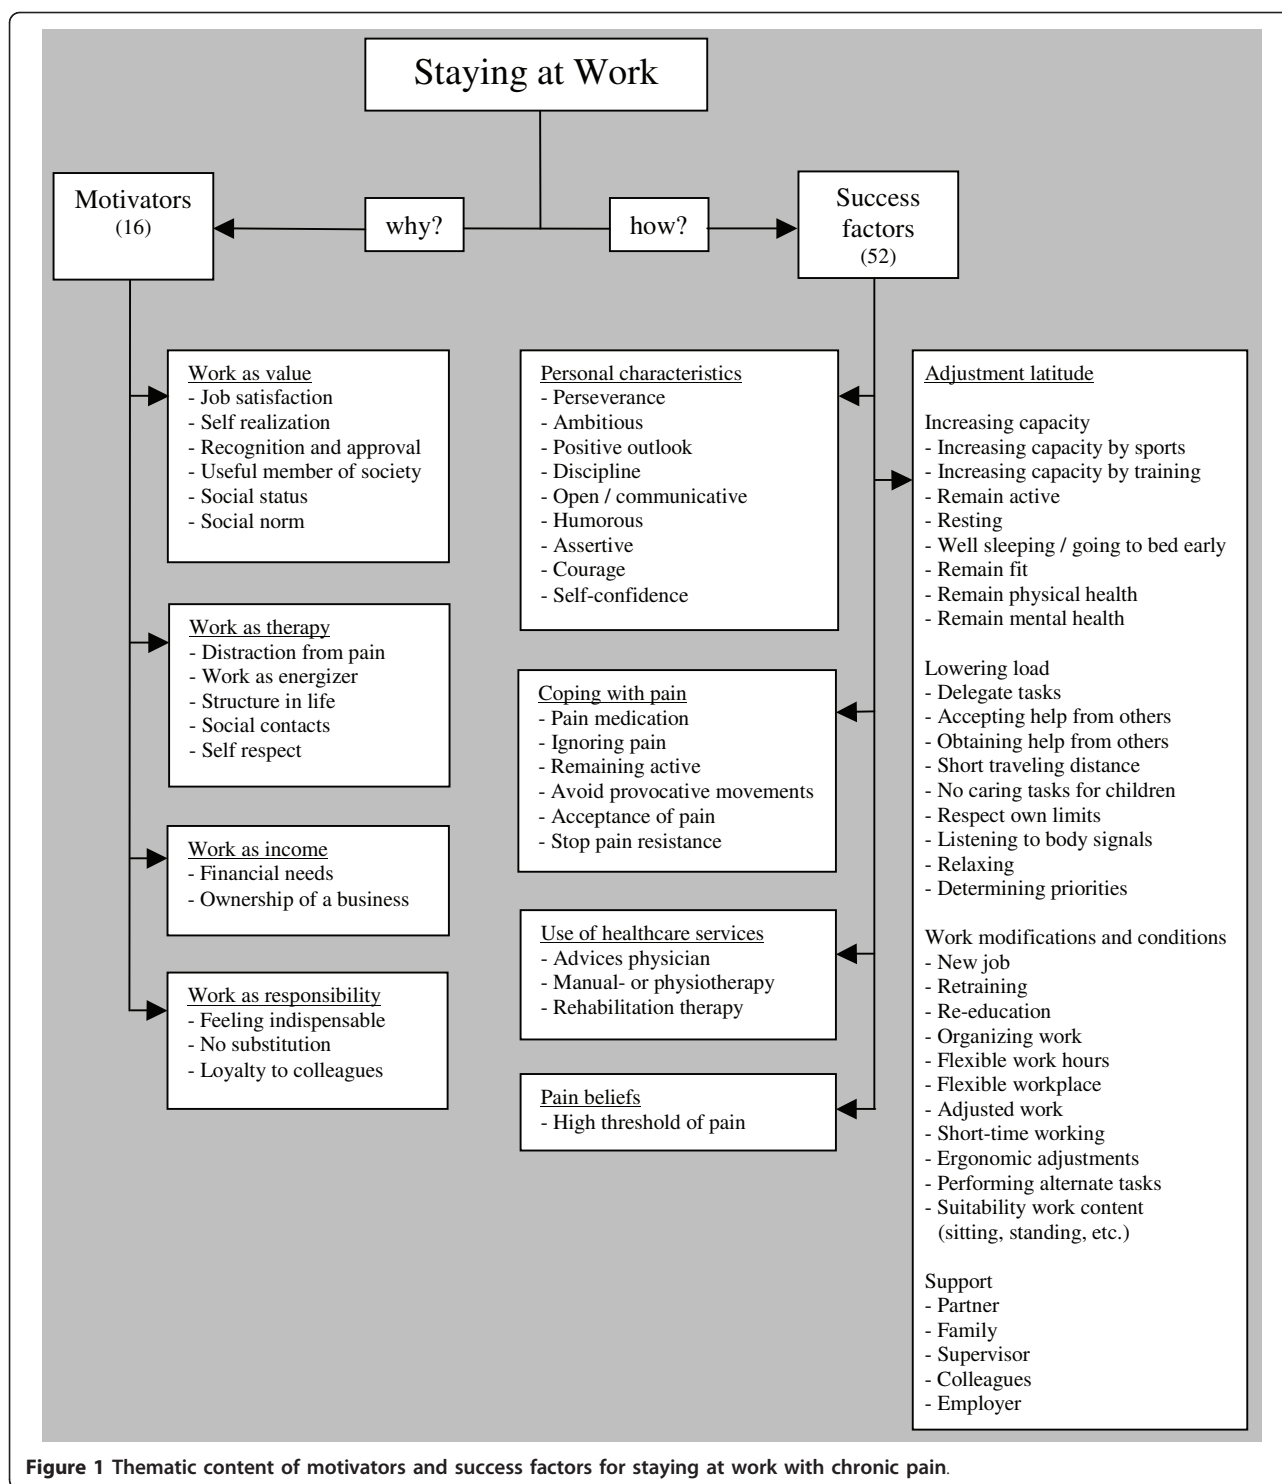 Staying at Work
Motivators
(16)
why?
how?
Success
factors
(52)
Work as value
- Job satisfaction
- Self realization
- Recognition and approval
- Useful member of society
- Social status
- Social norm
Work as therapy
- Distraction from pain
- Work as energizer
- Structure in life
- Social contacts
- Self respect
Work as income
- Financial needs
- Ownership of a business
Work as responsibility
- Feeling indispensable
- No substitution
- Loyalty to colleagues
Personal characteristics
- Perseverance
- Ambitious
- Positive outlook
- Discipline
- Open / communicative
- Humorous
- Assertive
- Courage
- Self-confidence
Coping with pain
- Pain medication
- Ignoring pain
- Remaining active
- Avoid provocative movements
- Acceptance of pain
- Stop pain resistance
Use of healthcare services
- Advices physician
- Manual- or physiotherapy
- Rehabilitation therapy
Pain beliefs
- High threshold of pain
Adjustment latitude
Increasing capacity
- Increasing capacity by sports
- Increasing capacity by training
- Remain active
- Resting
- Well sleeping / going to bed early
- Remain fit
- Remain physical health
- Remain mental health
Lowering load
- Delegate tasks
- Accepting help from others
- Obtaining help from others
- Short traveling distance
- No caring tasks for children
- Respect own limits
- Listening to body signals
- Relaxing
- Determining priorities
Work modifications and conditions
- New job
- Retraining
- Re-education
- Organizing work
- Flexible work hours
- Flexible workplace
- Adjusted work
- Short-time working
- Ergonomic adjustments
- Performing alternate tasks
- Suitability work content
(sitting, standing, etc.)
Support
- Partner
- Family
- Supervisor
- Colleagues
- Employer
Figure 1 Thematic content of motivators and success factors for staying at work with chronic pain.